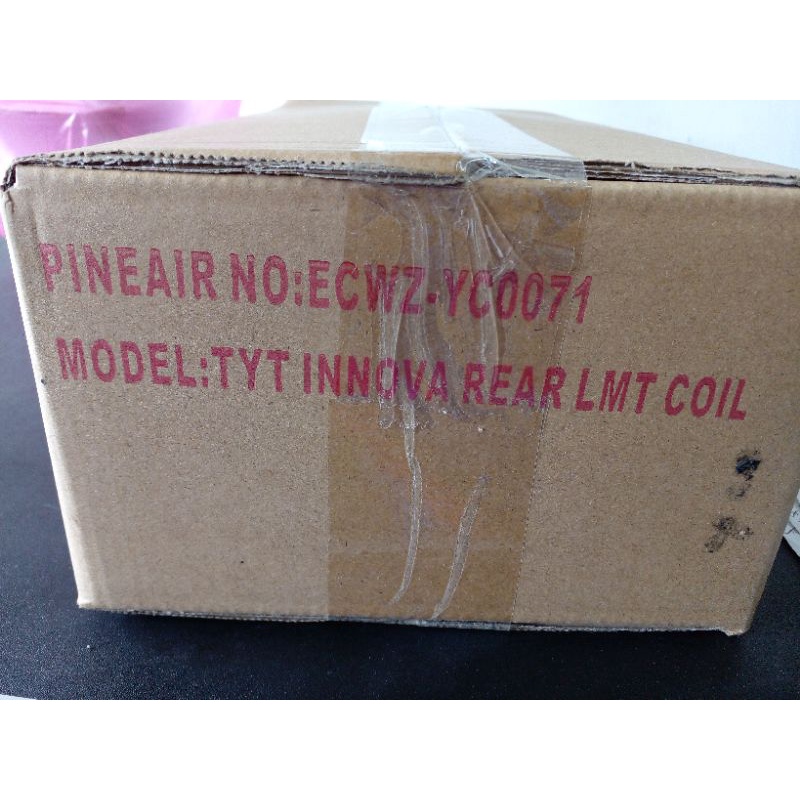 PINEAIR NO:ECWZ-YC0071
MODEL:TYT INNOVA REAR LMT COIL